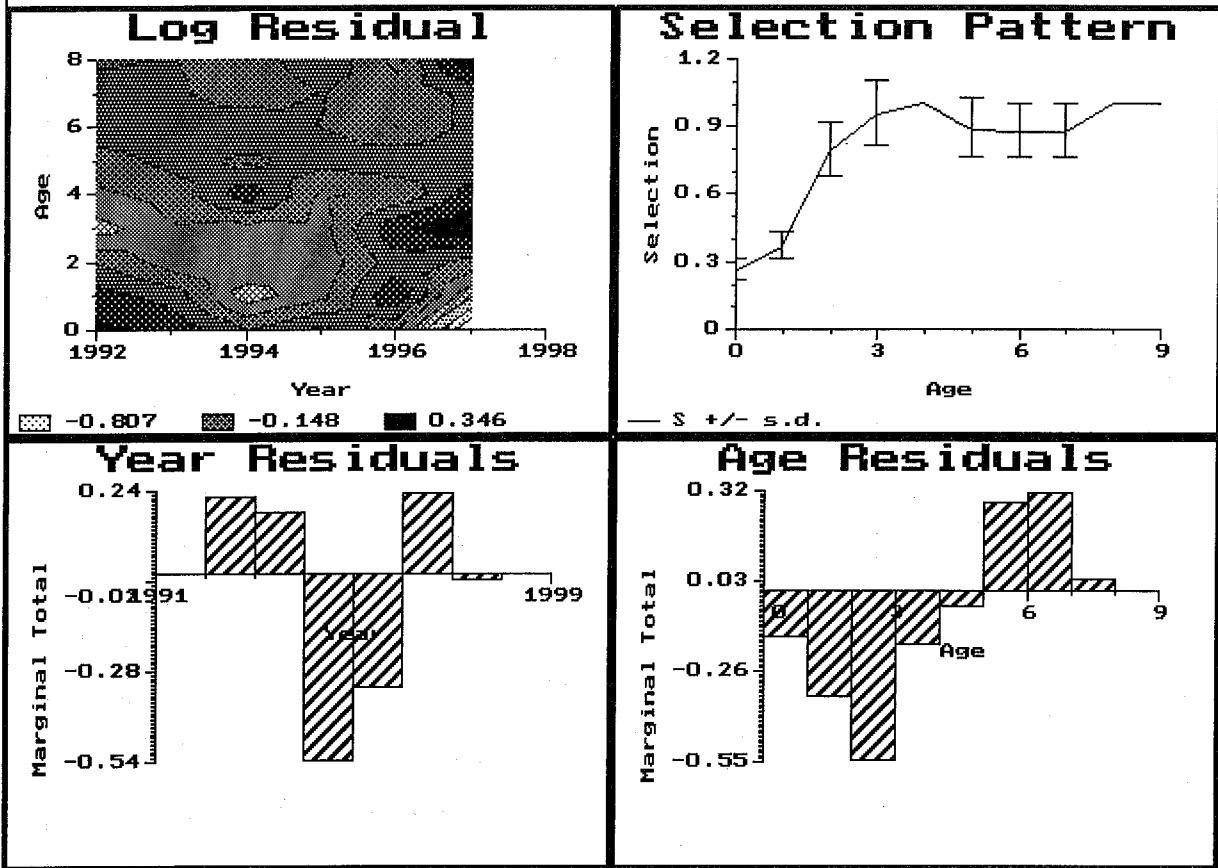 Log Residual
8
6
4
2
0
Age
1992
1994
1996
1998
Year
-0.807
-0.148
0.346
Selection Pattern
1.2
0.9
0.6
0.3
0
Selection
0
3
6
9
Age
S +/- s.d.
Year Residuals
0.24
-0.28
-0.54
Marginal Total
1991
1999
Year
Age Residuals
0.32
0.03
-0.26
-0.55
Marginal Total
0
3
6
9
Age